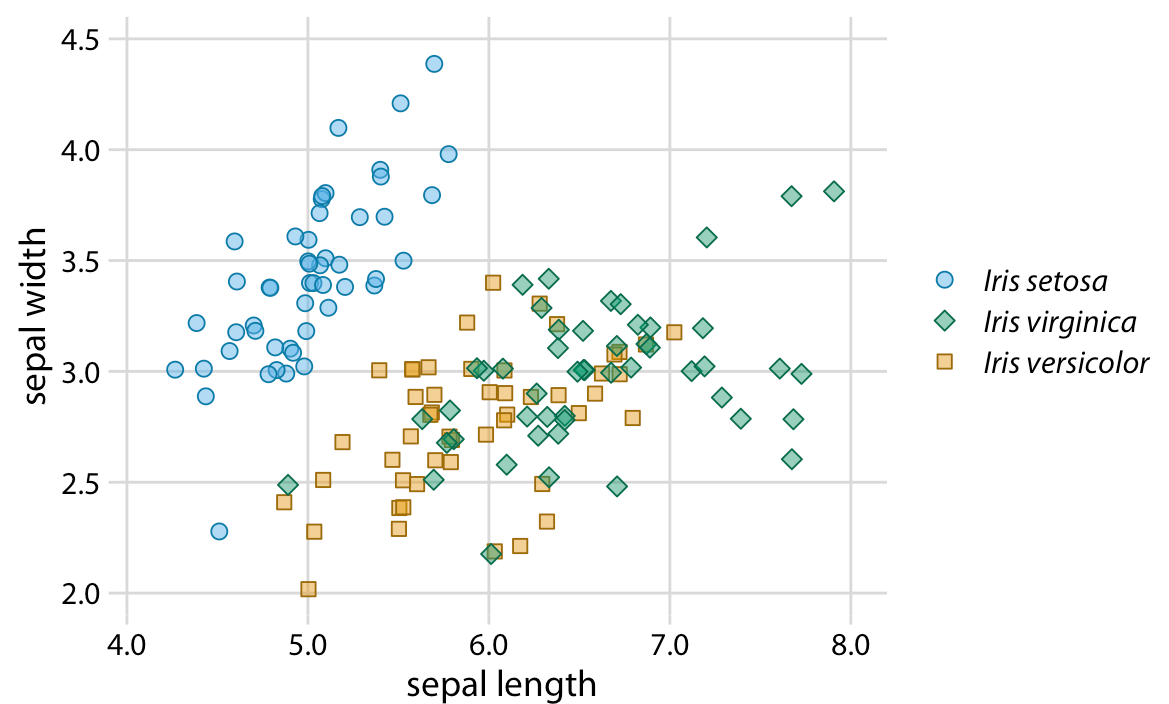 4.5
4.0
3.5
3.0
2.5
2.0
sepal width
4.0 5.0 6.0 7.0 8.0
sepal length
Iris setosa
Iris virginica
Iris versicolor